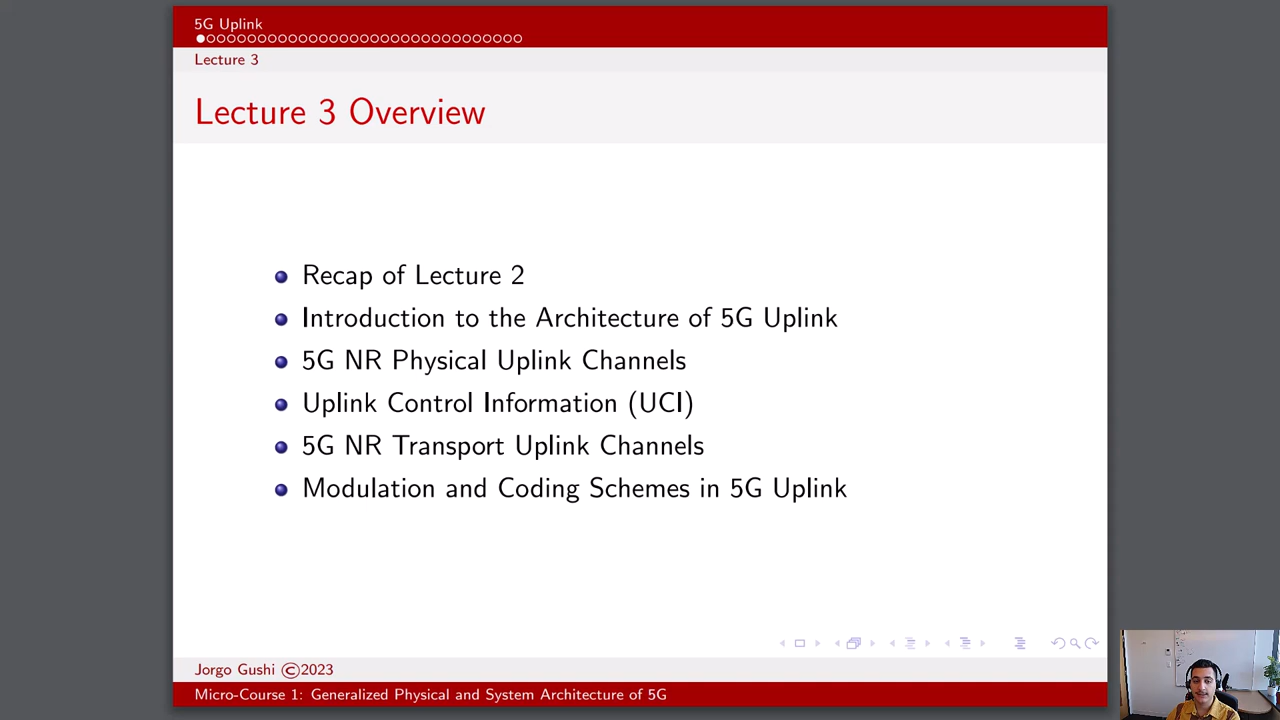 5G Uplink
Lecture 3
Lecture 3 Overview
Recap of Lecture 2
Introduction to the Architecture of 5G Uplink
5G NR Physical Uplink Channels
Uplink Control Information (UCI)
5G NR Transport Uplink Channels
Modulation and Coding Schemes in 5G Uplink
Jorgo Gushi ©2023
Micro-Course 1: Generalized Physical and System Architecture of 5G